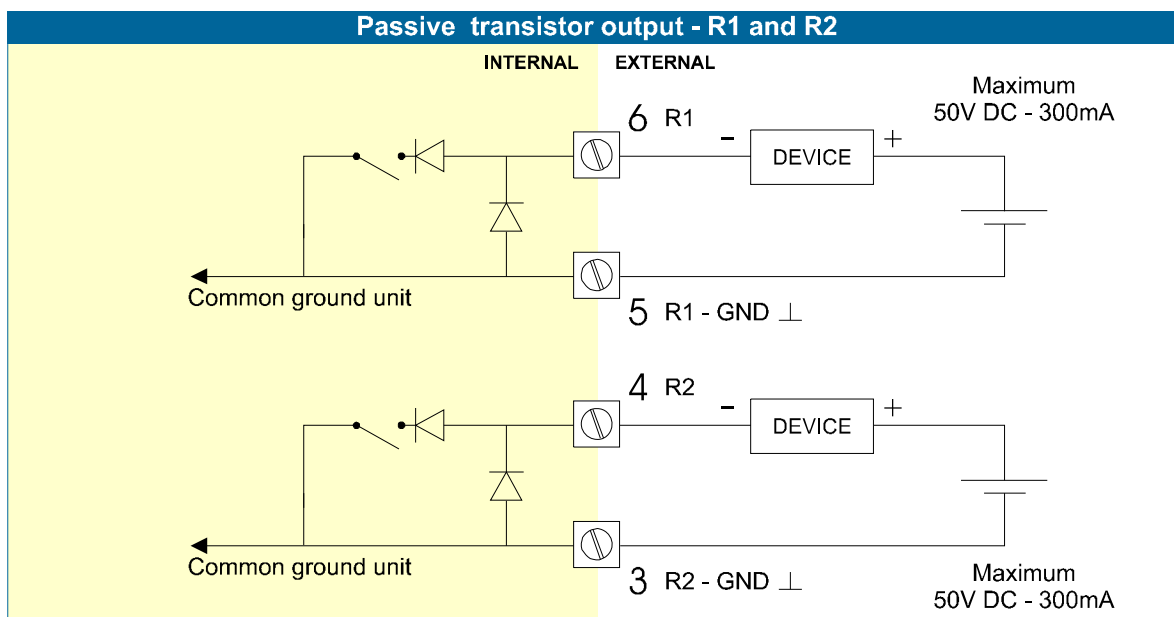 Passive transistor output - R1 and R2
INTERNAL EXTERNAL
Maximum
50V DC - 300mA
6 R1
- DEVICE +
Common ground unit
5 R1 - GND ⊥
4 R2
- DEVICE +
Common ground unit
3 R2 - GND ⊥
Maximum
50V DC - 300mA